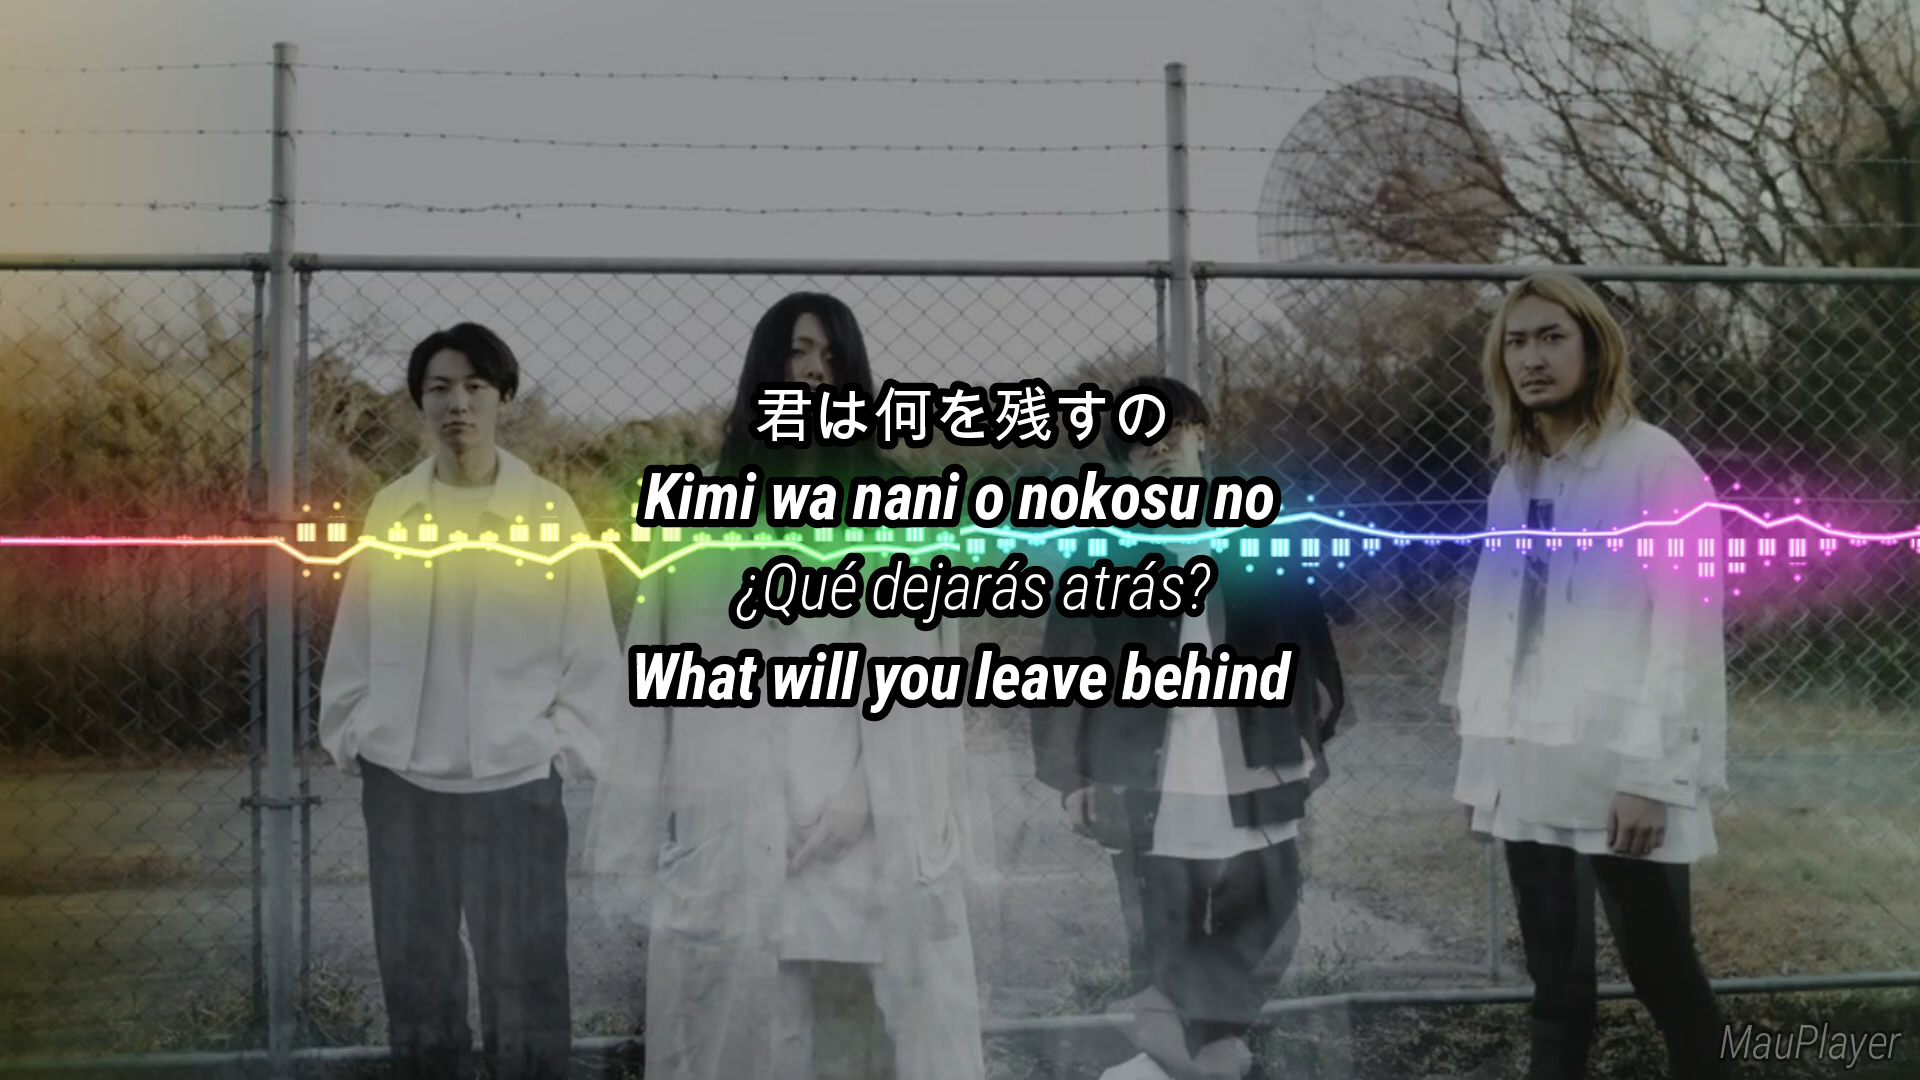 君は何を残すの
Kimi wa nani o nokosu no
¿Qué dejarás atrás?
What will you leave behind
MauPlayer